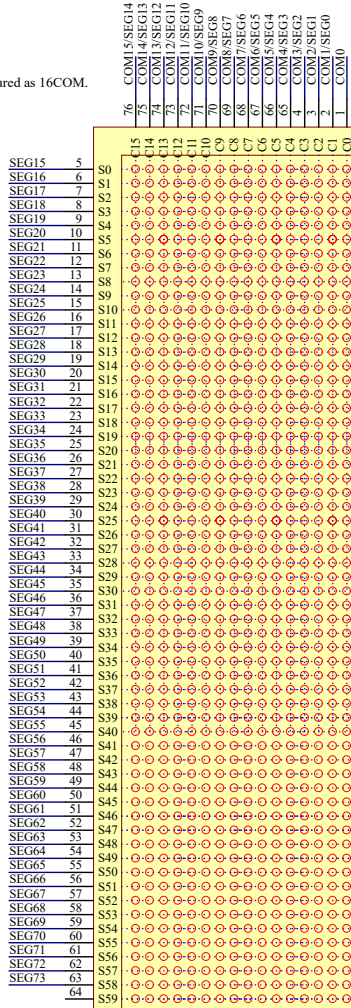 ured as 16COM.
76 COM15/SEG14
75 COM14/SEG13
74 COM13/SEG12
73 COM12/SEG11
72 COM11/SEG10
71 COM10/SEG9
70 COM9/SEG8
69 COM8/SEG7
68 COM7/SEG6
67 COM6/SEG5
66 COM5/SEG4
65 COM4/SEG3
4 COM3/SEG2
3 COM2/SEG1
2 COM1/SEG0
1 COM0
C15 C14 C13 C12 C11 C10 C9 C8 C7 C6 C5 C4 C3 C2 C1 C0
SEG15 5 S0
SEG16 6 S1
SEG17 7 S2
SEG18 8 S3
SEG19 9 S4
SEG20 10 S5
SEG21 11 S6
SEG22 12 S7
SEG23 13 S8
SEG24 14 S9
SEG25 15 S10
SEG26 16 S11
SEG27 17 S12
SEG28 18 S13
SEG29 19 S14
SEG30 20 S15
SEG31 21 S16
SEG32 22 S17
SEG33 23 S18
SEG34 24 S19
SEG35 25 S20
SEG36 26 S21
SEG37 27 S22
SEG38 28 S23
SEG39 29 S24
SEG40 30 S25
SEG41 31 S26
SEG42 32 S27
SEG43 33 S28
SEG44 34 S29
SEG45 35 S30
SEG46 36 S31
SEG47 37 S32
SEG48 38 S33
SEG49 39 S34
SEG50 40 S35
SEG51 41 S36
SEG52 42 S37
SEG53 43 S38
SEG54 44 S39
SEG55 45 S40
SEG56 46 S41
SEG57 47 S42
SEG58 48 S43
SEG59 49 S44
SEG60 50 S45
SEG61 51 S46
SEG62 52 S47
SEG63 53 S48
SEG64 54 S49
SEG65 55 S50
SEG66 56 S51
SEG67 57 S52
SEG68 58 S53
SEG69 59 S54
SEG70 60 S55
SEG71 61 S56
SEG72 62 S57
SEG73 63 S58
64 S59